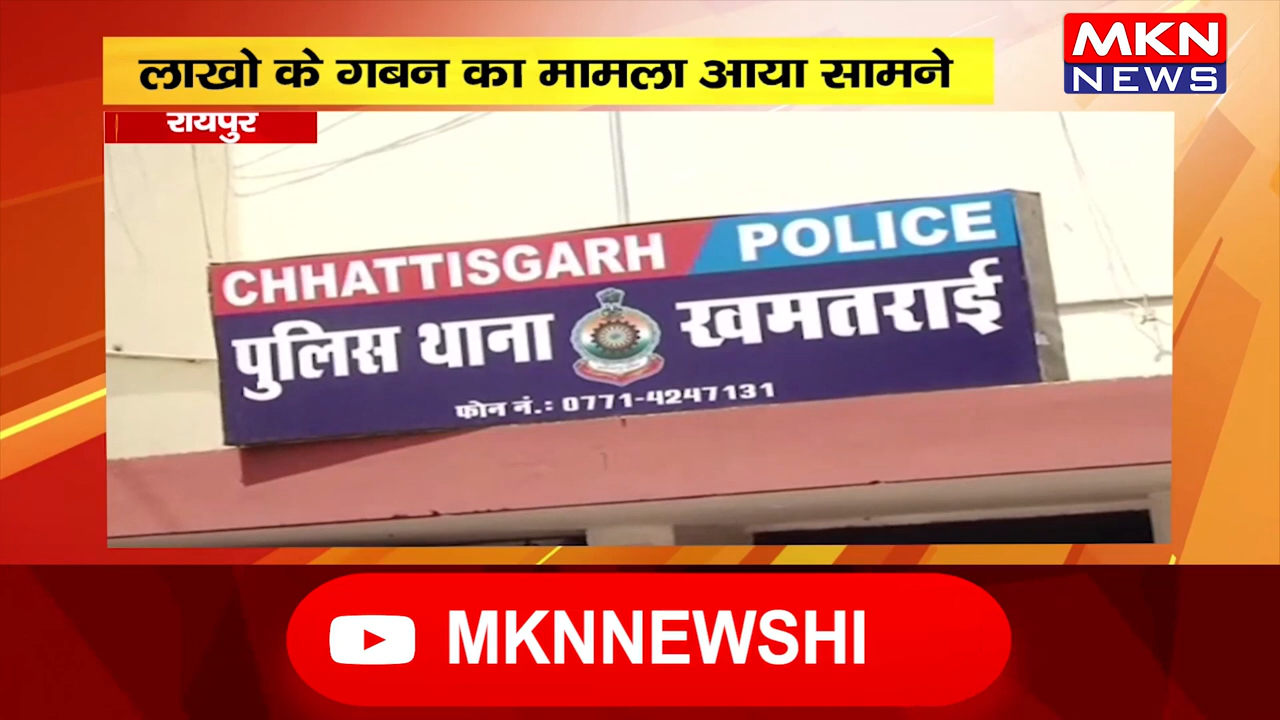 लाखो के गबन का मामला आया सामने
MKN
NEWS
रायपुर
CHHATTISGARH POLICE
पुलिस थाना खमतराई
फोन नं.: 0771-4247131
MKNNEWSHI